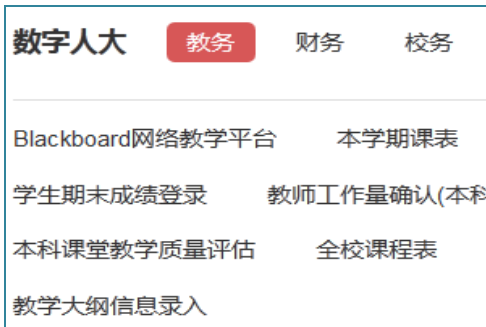 数字人大 教务 财务 校务
Blackboard网络教学平台 本学期课表
学生期末成绩登录 教师工作量确认(本科
本科课堂教学质量评估 全校课程表
教学大纲信息录入